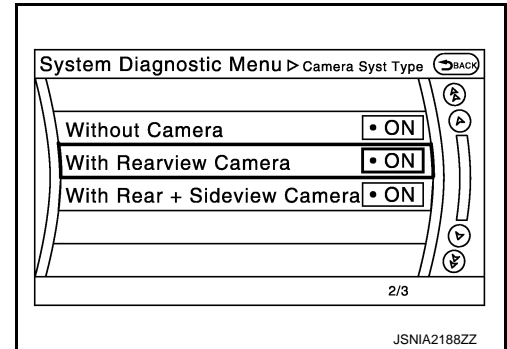 System Diagnostic Menu ▷ Camera Syst Type BACK
Without Camera • ON
With Rearview Camera • ON
With Rear + Sideview Camera • ON
2/3
JSNIA2188ZZ